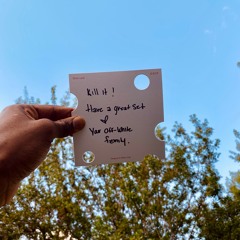 Kill it!
Have a great set
Your Off-White
family.